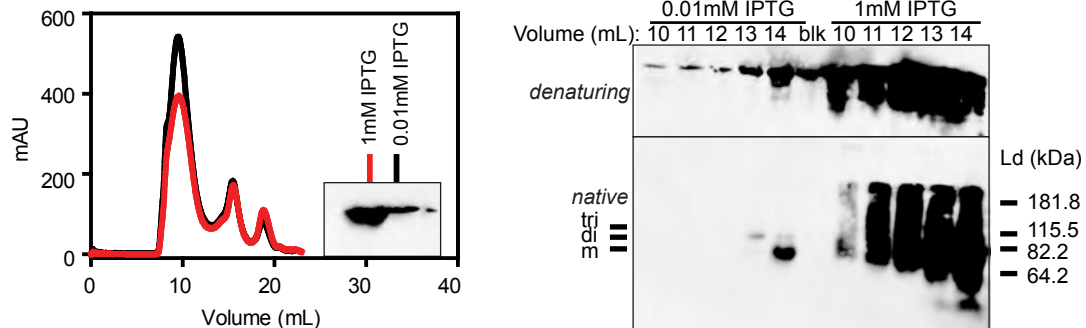 600
400
200
0
mAU
0 10 20 30 40
Volume (mL)
1mM IPTG
0.01mM IPTG
0.01mM IPTG 1mM IPTG
Volume (mL): 10 11 12 13 14 blk 10 11 12 13 14
denaturing
native
tri
di
m
Ld (kDa)
181.8
115.5
82.2
64.2